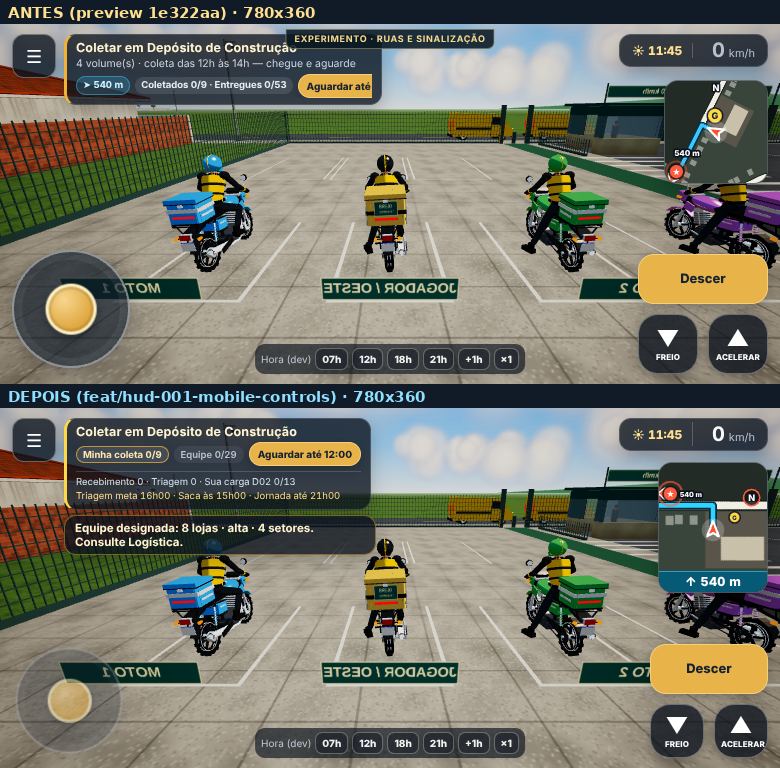 ANTES (preview 1e322aa) · 780x360
EXPERIMENTO · RUAS E SINALIZAÇÃO
☰
Coletar em Depósito de Construção
4 volume(s) · coleta das 12h às 14h — chegue e aguarde
➤ 540 m Coletados 0/9 · Entregues 0/53 Aguardar até
☀ 11:45 0 km/h
N
G
540 m
MOTO 1
JOGADOR / OESTE
MOTO 2
Descer
FREIO
ACELERAR
Hora (dev) 07h 12h 18h 21h +1h ×1
DEPOIS (feat/hud-001-mobile-controls) · 780x360
☰
Coletar em Depósito de Construção
Minha coleta 0/9 Equipe 0/29 Aguardar até 12:00
Recebimento 0 · Triagem 0 · Sua carga D02 0/13
Triagem meta 16h00 · Saca às 15h00 · Jornada até 21h00
Equipe designada: 8 lojas · alta · 4 setores.
Consulte Logística.
☀ 11:45 0 km/h
540 m
N
G
↑ 540 m
MOTO 1
JOGADOR / OESTE
MOTO 2
Descer
FREIO
ACELERAR
Hora (dev) 07h 12h 18h 21h +1h ×1